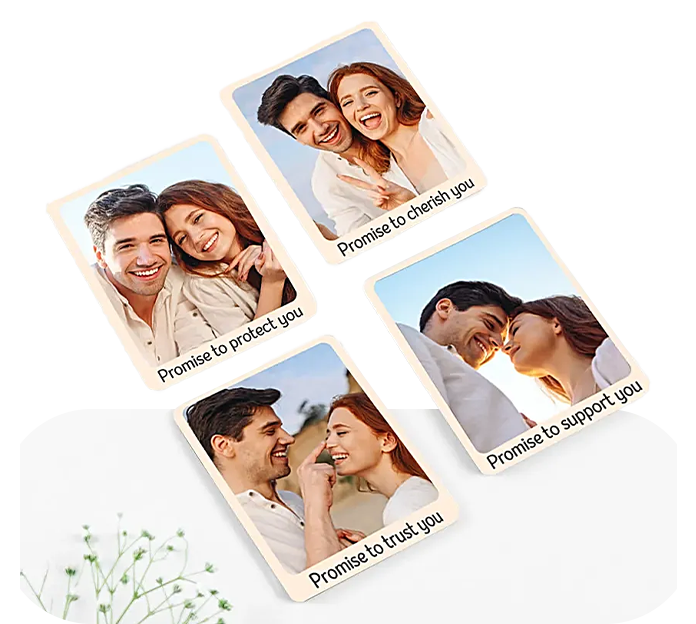 Promise to cherish you
Promise to protect you
Promise to support you
Promise to trust you